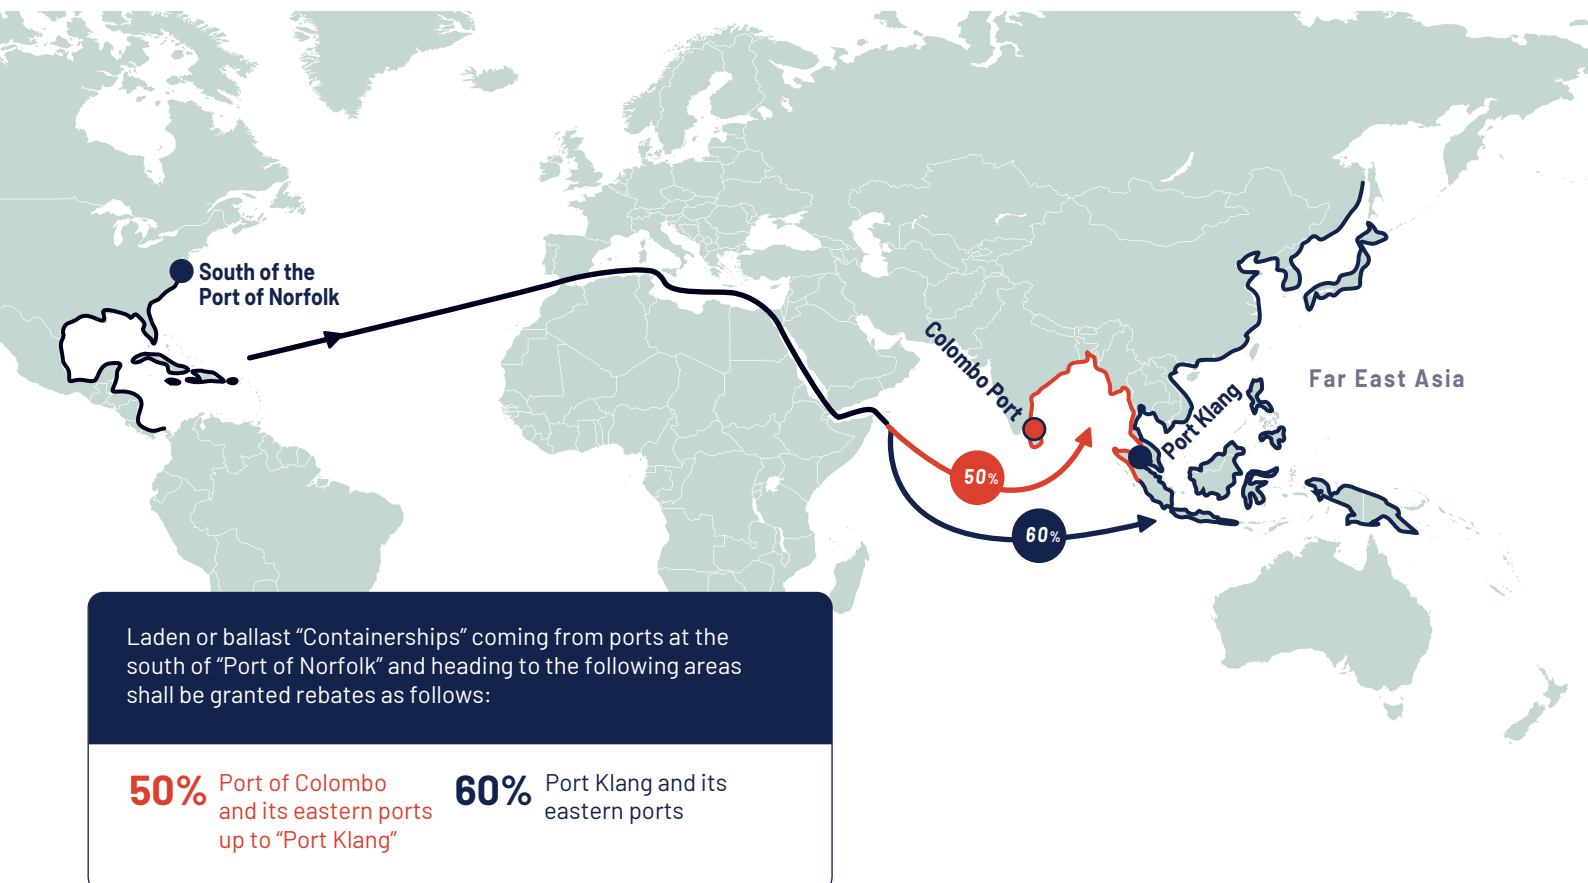 South of the
Port of Norfolk
Colombo Port
Port Klang
Far East Asia
50%
60%
Laden or ballast “Containerships” coming from ports at the
south of “Port of Norfolk” and heading to the following areas
shall be granted rebates as follows:
50%
Port of Colombo
and its eastern ports
up to “Port Klang”
60%
Port Klang and its
eastern ports